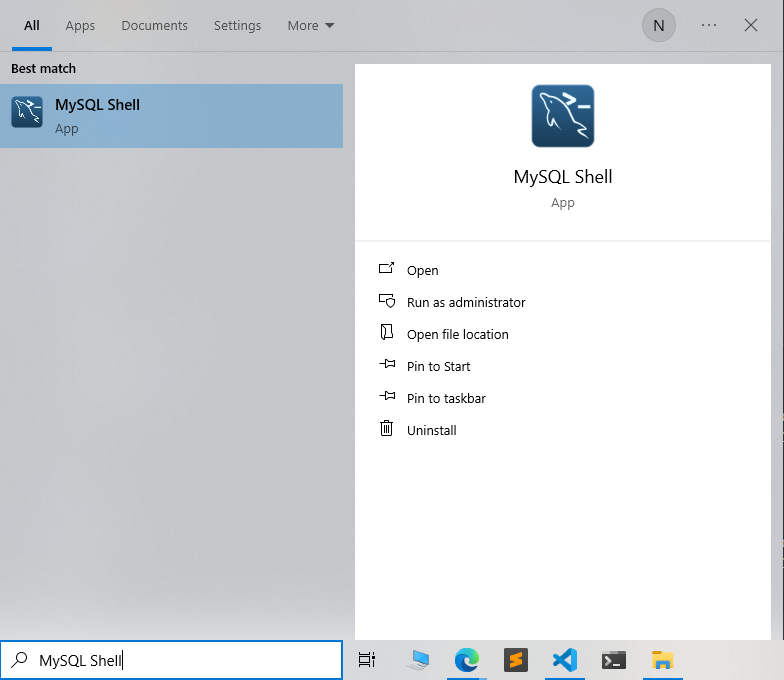 All Apps Documents Settings More N
Best match
MySQL Shell
App
MySQL Shell
App
Open
Run as administrator
Open file location
Pin to Start
Pin to taskbar
Uninstall
MySQL Shell